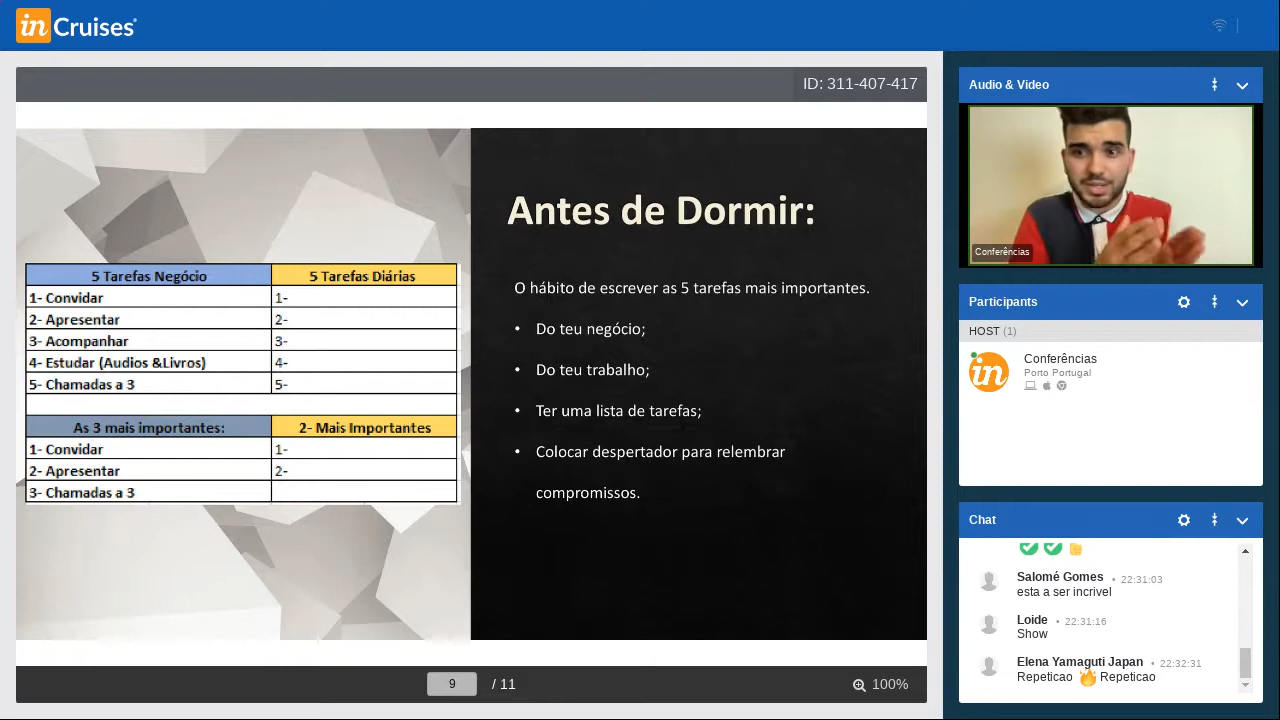 in Cruises
ID: 311-407-417
5 Tarefas Negócio
5 Tarefas Diárias
1- Convidar
1-
2- Apresentar
2-
3- Acompanhar
3-
4- Estudar (Audios &Livros)
4-
5- Chamadas a 3
5-
As 3 mais importantes:
2- Mais Importantes
1- Convidar
1-
2- Apresentar
2-
3- Chamadas a 3
Antes de Dormir:
O hábito de escrever as 5 tarefas mais importantes.
• Do teu negócio;
• Do teu trabalho;
• Ter uma lista de tarefas;
• Colocar despertador para relembrar
compromissos.
9 / 11
100%
Audio & Video
Conferências
Participants
HOST (1)
in
Conferências
Porto Portugal
Chat
Salomé Gomes • 22:31:03
esta a ser incrivel
Loide • 22:31:16
Show
Elena Yamaguti Japan • 22:32:31
Repeticao 🔥 Repeticao